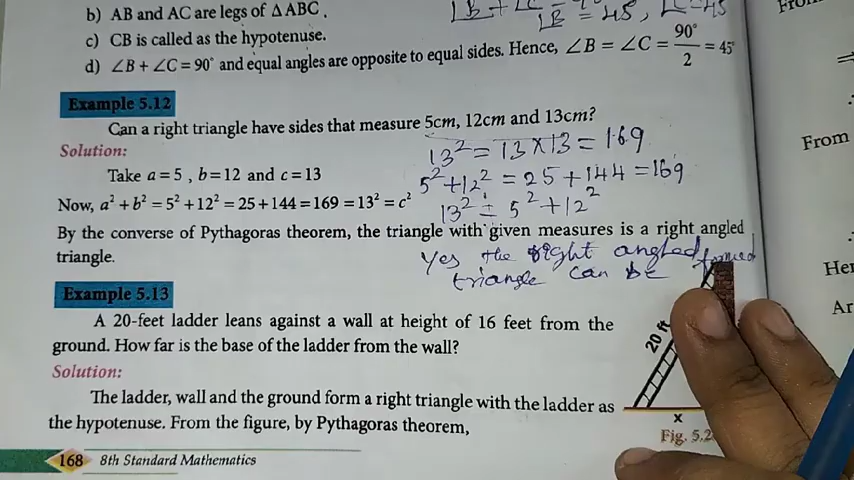 b) AB and AC are legs of Δ ABC.
∠B = 45, ∠C = 45
c) CB is called as the hypotenuse.
d) ∠B + ∠C = 90° and equal angles are opposite to equal sides. Hence, ∠B = ∠C = 90°/2 = 45°
Example 5.12
Can a right triangle have sides that measure 5cm, 12cm and 13cm?
Solution:
13² = 13 × 13 = 169
Take a = 5 , b = 12 and c = 13
5² + 12² = 25 + 144 = 169
Now, a² + b² = 5² + 12² = 25 + 144 = 169 = 13² = c²
13² = 5² + 12²
By the converse of Pythagoras theorem, the triangle with given measures is a right angled
triangle.
Yes the right angled
triangle can be formed
Example 5.13
A 20-feet ladder leans against a wall at height of 16 feet from the
ground. How far is the base of the ladder from the wall?
Solution:
The ladder, wall and the ground form a right triangle with the ladder as
the hypotenuse. From the figure, by Pythagoras theorem,
20 ft
x
Fig. 5.2
168 8th Standard Mathematics
From